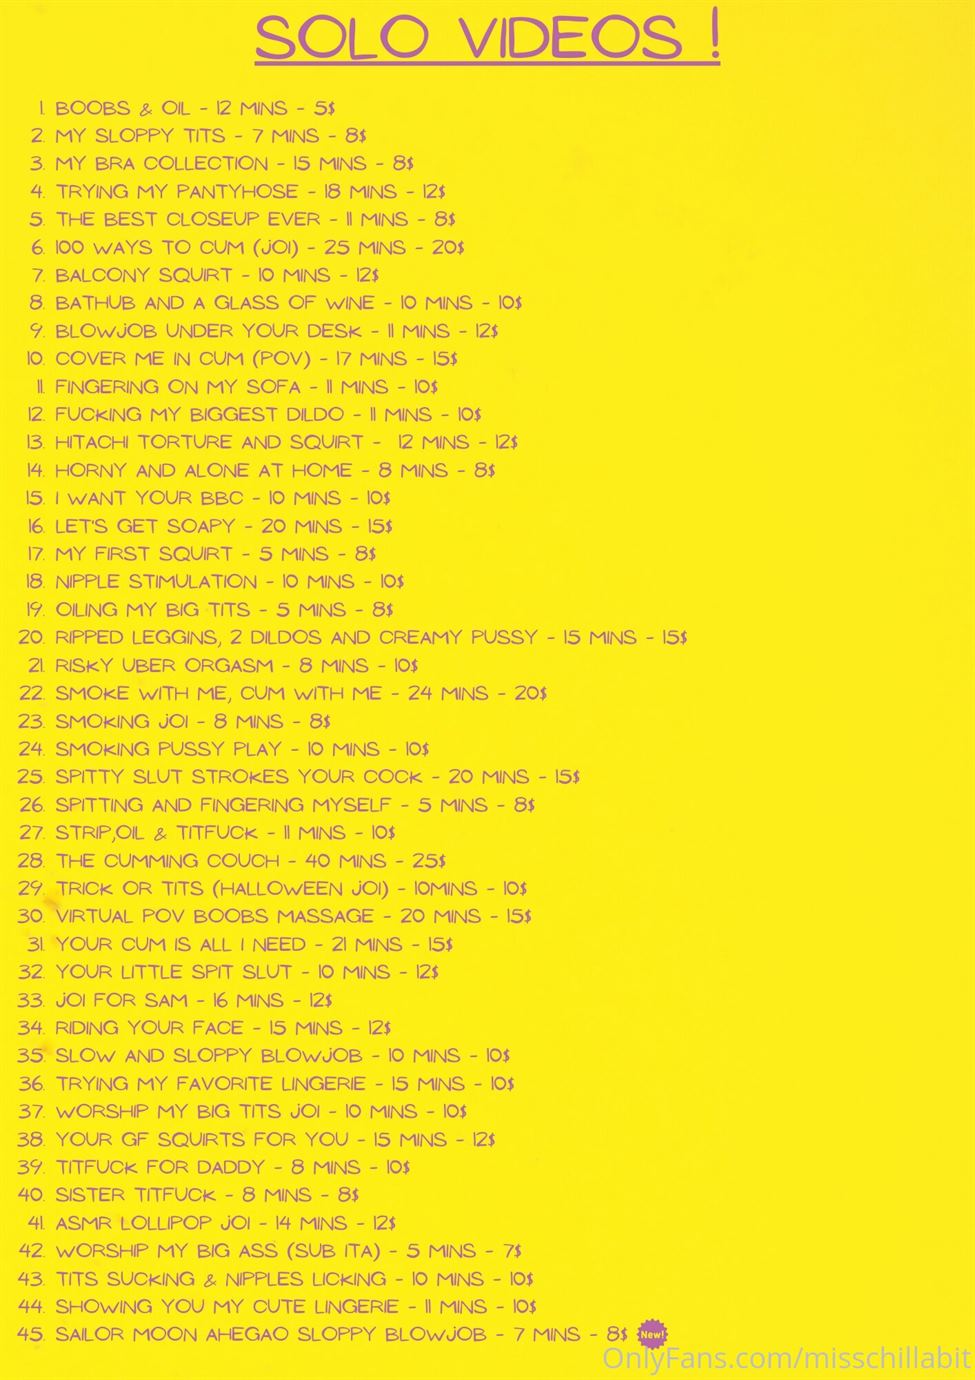 SOLO VIDEOS !
1. BOOBS & OIL - 12 MINS - 5$
2. MY SLOPPY TITS - 7 MINS - 8$
3. MY BRA COLLECTION - 15 MINS - 8$
4. TRYING MY PANTYHOSE - 18 MINS - 12$
5. THE BEST CLOSEUP EVER - 11 MINS - 8$
6. 100 WAYS TO CUM (JOI) - 25 MINS - 20$
7. BALCONY SQUIRT - 10 MINS - 12$
8. BATHUB AND A GLASS OF WINE - 10 MINS - 10$
9. BLOWJOB UNDER YOUR DESK - 11 MINS - 12$
10. COVER ME IN CUM (POV) - 17 MINS - 15$
11. FINGERING ON MY SOFA - 11 MINS - 10$
12. FUCKING MY BIGGEST DILDO - 11 MINS - 10$
13. HITACHI TORTURE AND SQUIRT - 12 MINS - 12$
14. HORNY AND ALONE AT HOME - 8 MINS - 8$
15. I WANT YOUR BBC - 10 MINS - 10$
16. LET'S GET SOAPY - 20 MINS - 15$
17. MY FIRST SQUIRT - 5 MINS - 8$
18. NIPPLE STIMULATION - 10 MINS - 10$
19. OILING MY BIG TITS - 5 MINS - 8$
20. RIPPED LEGGINS, 2 DILDOS AND CREAMY PUSSY - 15 MINS - 15$
21. RISKY UBER ORGASM - 8 MINS - 10$
22. SMOKE WITH ME, CUM WITH ME - 24 MINS - 20$
23. SMOKING JOI - 8 MINS - 8$
24. SMOKING PUSSY PLAY - 10 MINS - 10$
25. SPITTY SLUT STROKES YOUR COCK - 20 MINS - 15$
26. SPITTING AND FINGERING MYSELF - 5 MINS - 8$
27. STRIP,OIL & TITFUCK - 11 MINS - 10$
28. THE CUMMING COUCH - 40 MINS - 25$
29. TRICK OR TITS (HALLOWEEN JOI) - 10MINS - 10$
30. VIRTUAL POV BOOBS MASSAGE - 20 MINS - 15$
31. YOUR CUM IS ALL I NEED - 21 MINS - 15$
32. YOUR LITTLE SPIT SLUT - 10 MINS - 12$
33. JOI FOR SAM - 16 MINS - 12$
34. RIDING YOUR FACE - 15 MINS - 12$
35. SLOW AND SLOPPY BLOWJOB - 10 MINS - 10$
36. TRYING MY FAVORITE LINGERIE - 15 MINS - 10$
37. WORSHIP MY BIG TITS JOI - 10 MINS - 10$
38. YOUR GF SQUIRTS FOR YOU - 15 MINS - 12$
39. TITFUCK FOR DADDY - 8 MINS - 10$
40. SISTER TITFUCK - 8 MINS - 8$
41. ASMR LOLLIPOP JOI - 14 MINS - 12$
42. WORSHIP MY BIG ASS (SUB ITA) - 5 MINS - 7$
43. TITS SUCKING & NIPPLES LICKING - 10 MINS - 10$
44. SHOWING YOU MY CUTE LINGERIE - 11 MINS - 10$
45. SAILOR MOON AHEGAO SLOPPY BLOWJOB - 7 MINS - 8$ New!
OnlyFans.com/misschillabit